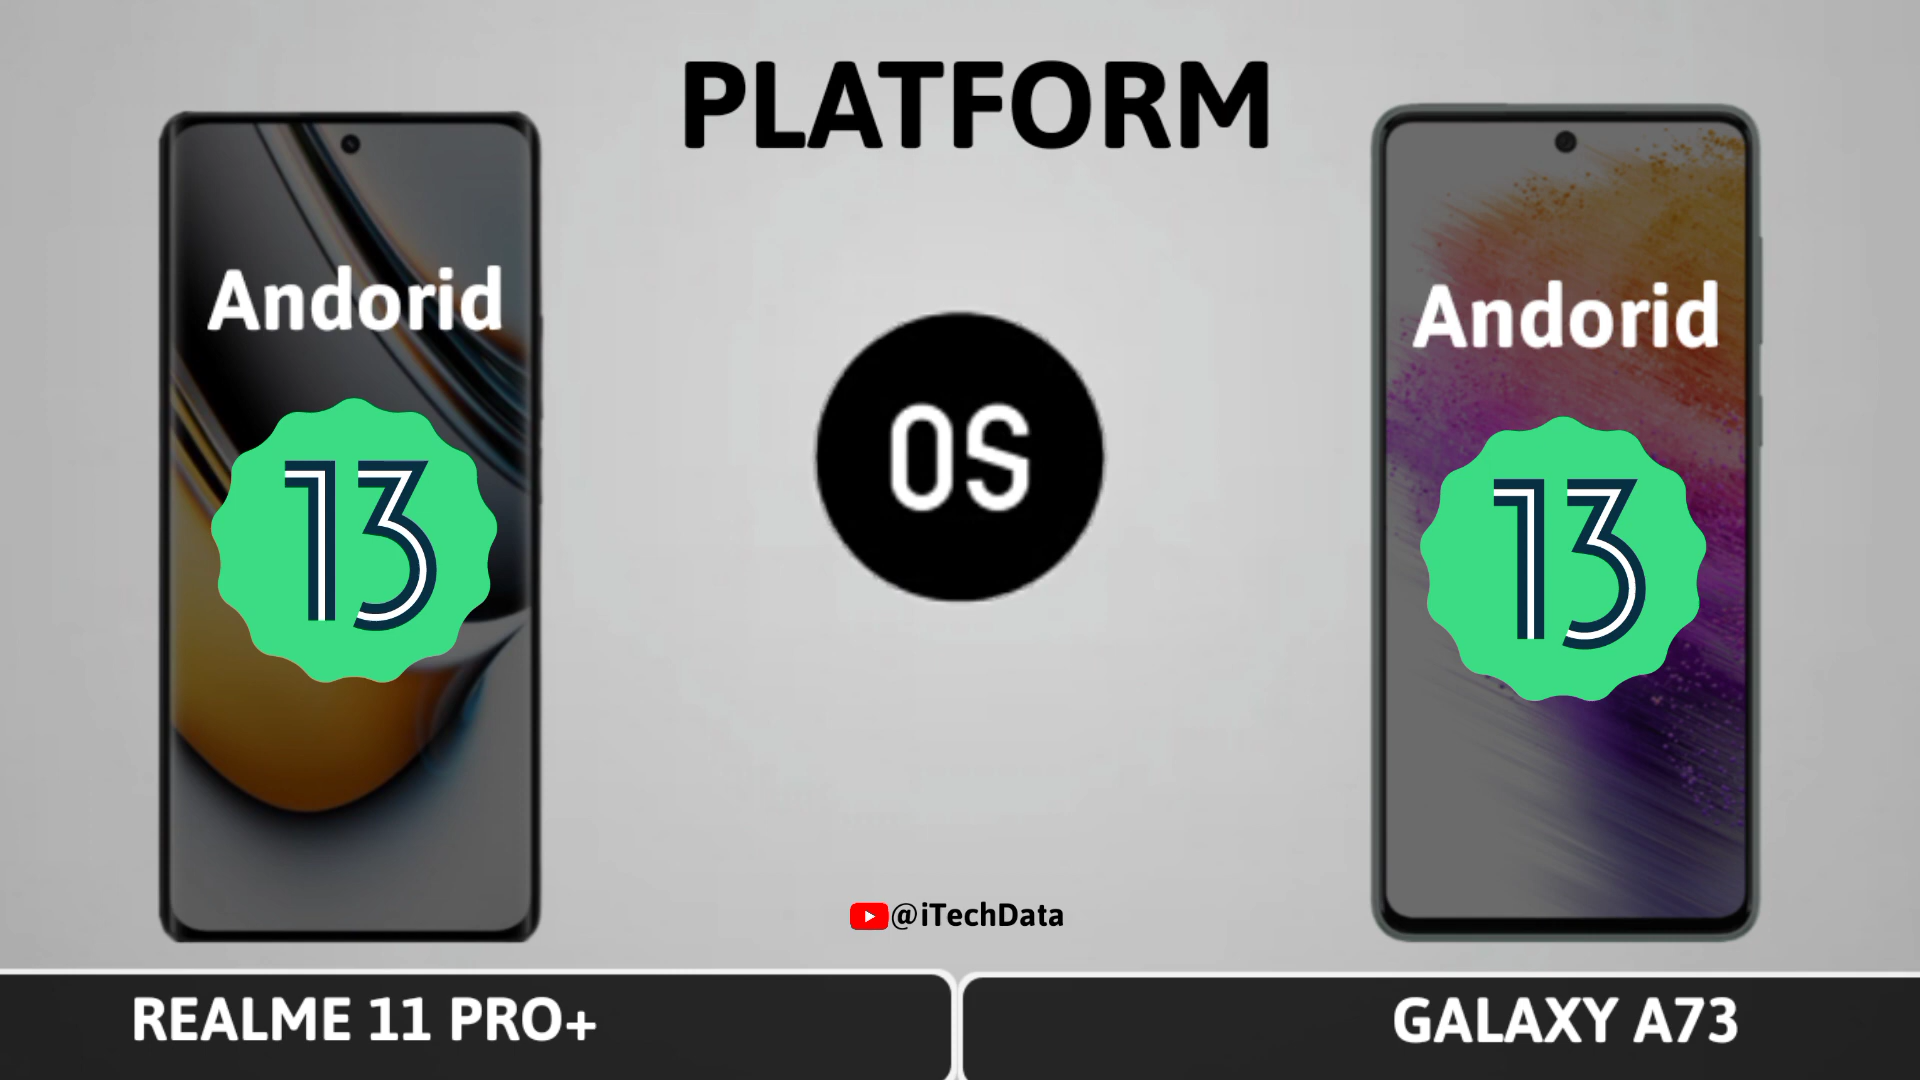 PLATFORM
Andorid
13
OS
Andorid
13
@iTechData
REALME 11 PRO+
GALAXY A73